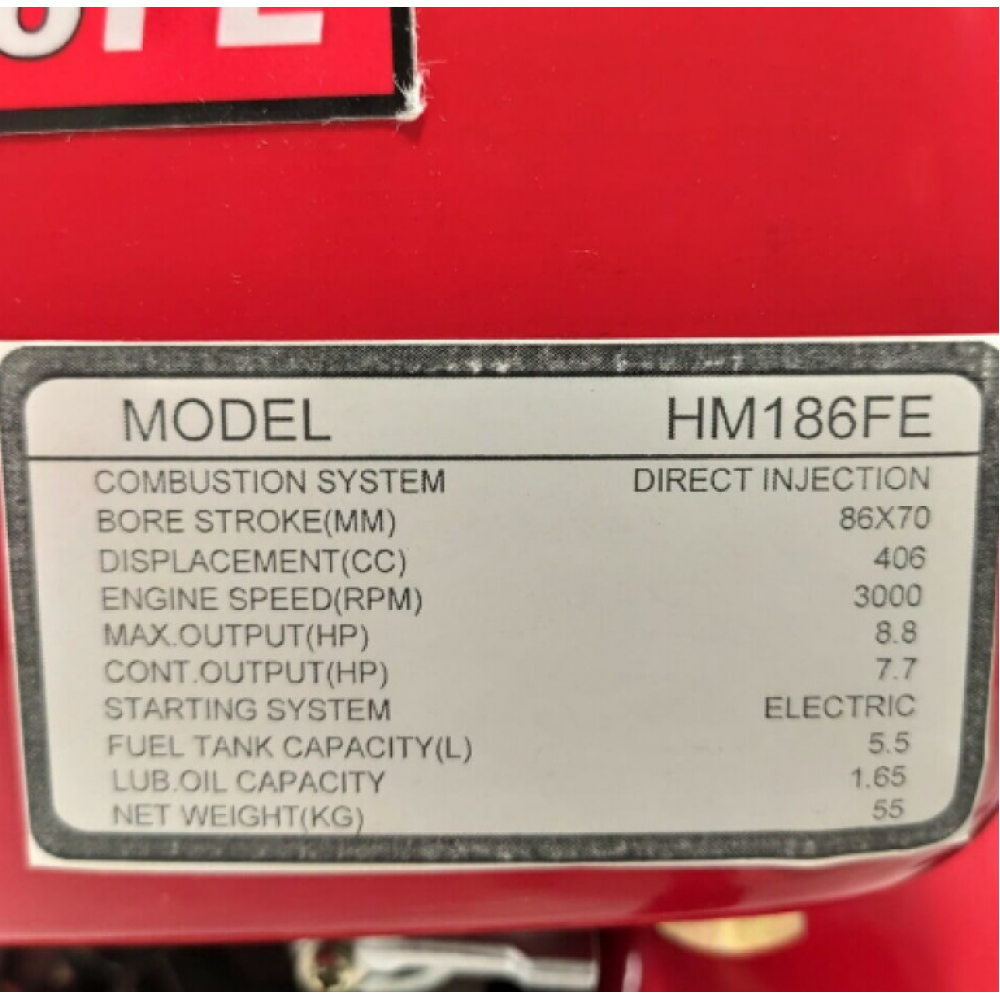 FE
MODEL HM186FE
COMBUSTION SYSTEM DIRECT INJECTION
BORE STROKE(MM) 86X70
DISPLACEMENT(CC) 406
ENGINE SPEED(RPM) 3000
MAX.OUTPUT(HP) 8.8
CONT.OUTPUT(HP) 7.7
STARTING SYSTEM ELECTRIC
FUEL TANK CAPACITY(L) 5.5
LUB.OIL CAPACITY 1.65
NET WEIGHT(KG) 55